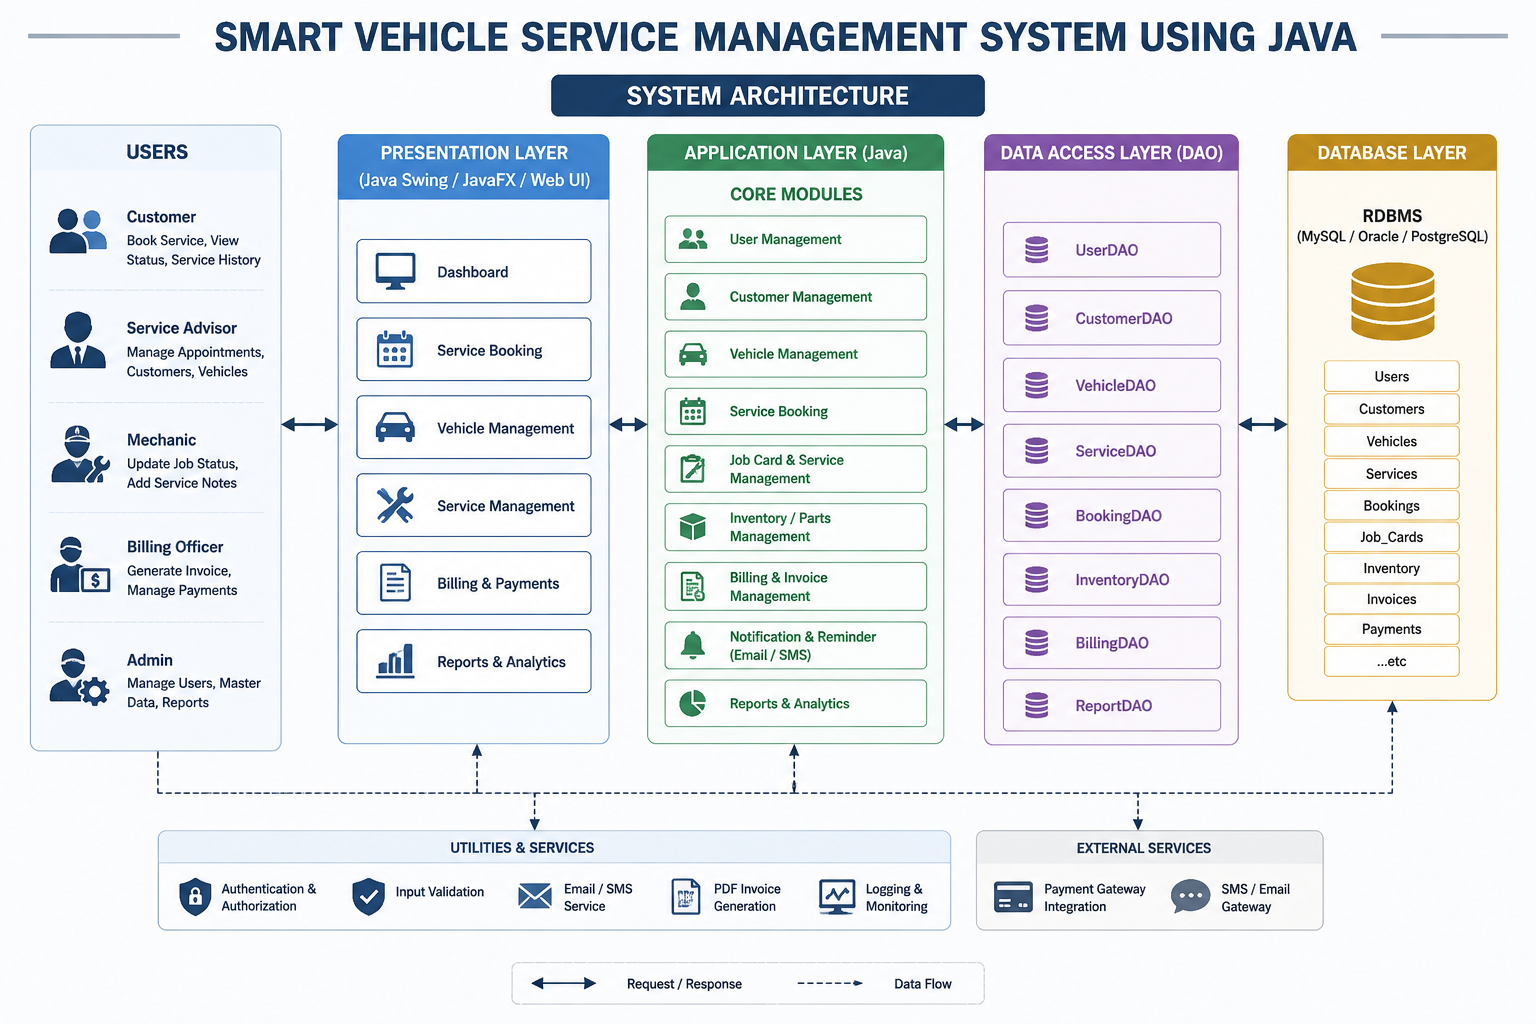 SMART VEHICLE SERVICE MANAGEMENT SYSTEM USING JAVA
SYSTEM ARCHITECTURE
USERS
Customer
Book Service, View
Status, Service History
Service Advisor
Manage Appointments,
Customers, Vehicles
Mechanic
Update Job Status,
Add Service Notes
Billing Officer
$
Generate Invoice,
Manage Payments
Admin
Manage Users, Master
Data, Reports
PRESENTATION LAYER
(Java Swing / JavaFX / Web UI)
Dashboard
Service Booking
Vehicle Management
Service Management
Billing & Payments
Reports & Analytics
APPLICATION LAYER (Java)
CORE MODULES
User Management
Customer Management
Vehicle Management
Service Booking
Job Card & Service
Management
Inventory / Parts
Management
Billing & Invoice
Management
Notification & Reminder
(Email / SMS)
Reports & Analytics
DATA ACCESS LAYER (DAO)
UserDAO
CustomerDAO
VehicleDAO
ServiceDAO
BookingDAO
InventoryDAO
BillingDAO
ReportDAO
DATABASE LAYER
RDBMS
(MySQL / Oracle / PostgreSQL)
Users
Customers
Vehicles
Services
Bookings
Job_Cards
Inventory
Invoices
Payments
...etc
UTILITIES & SERVICES
Authentication &
Authorization
Input Validation
Email / SMS
Service
PDF Invoice
Generation
Logging &
Monitoring
EXTERNAL SERVICES
Payment Gateway
Integration
SMS / Email
Gateway
Request / Response
Data Flow